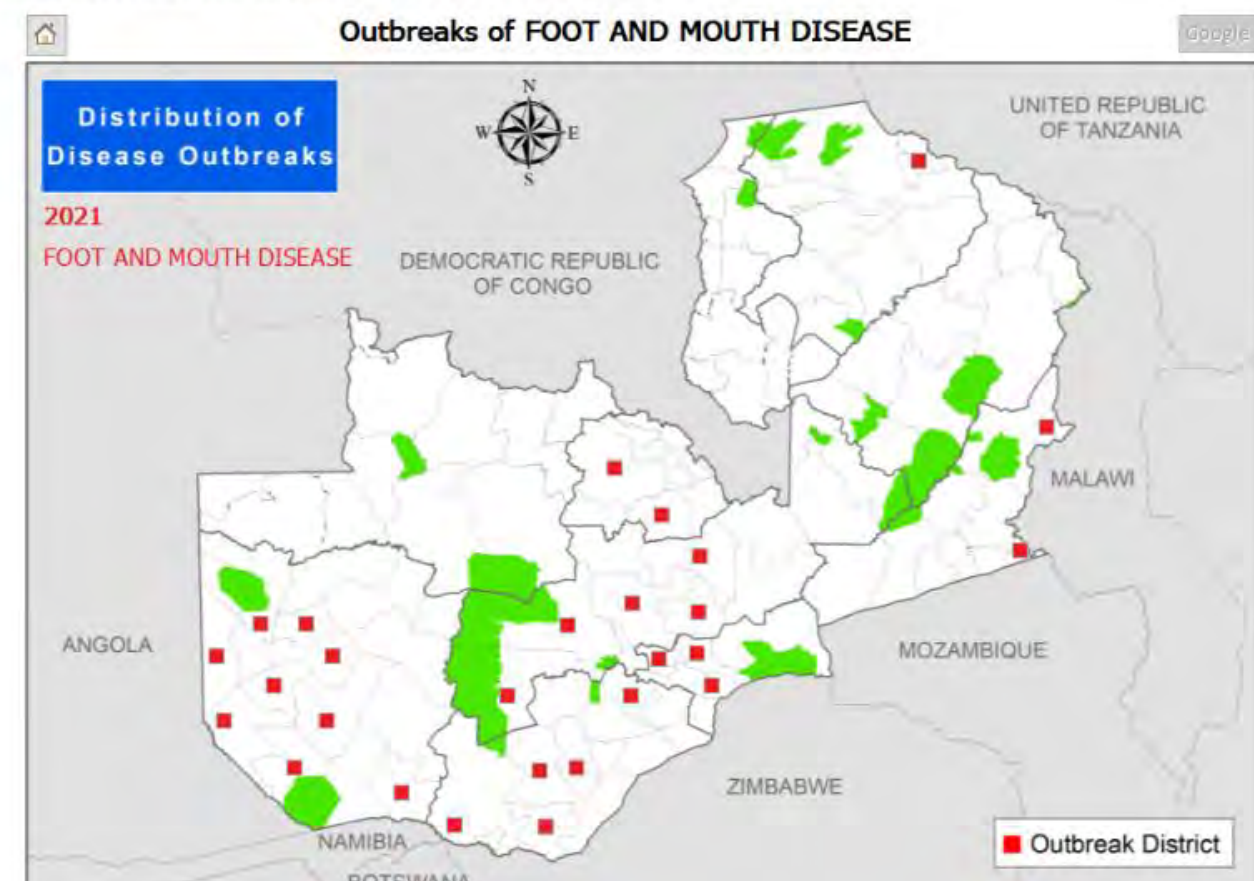 Outbreaks of FOOT AND MOUTH DISEASE
Google
N
W
E
S
Distribution of
Disease Outbreaks
2021
FOOT AND MOUTH DISEASE
UNITED REPUBLIC
OF TANZANIA
DEMOCRATIC REPUBLIC
OF CONGO
MALAWI
ANGOLA
MOZAMBIQUE
ZIMBABWE
NAMIBIA
BOTSWANA
Outbreak District